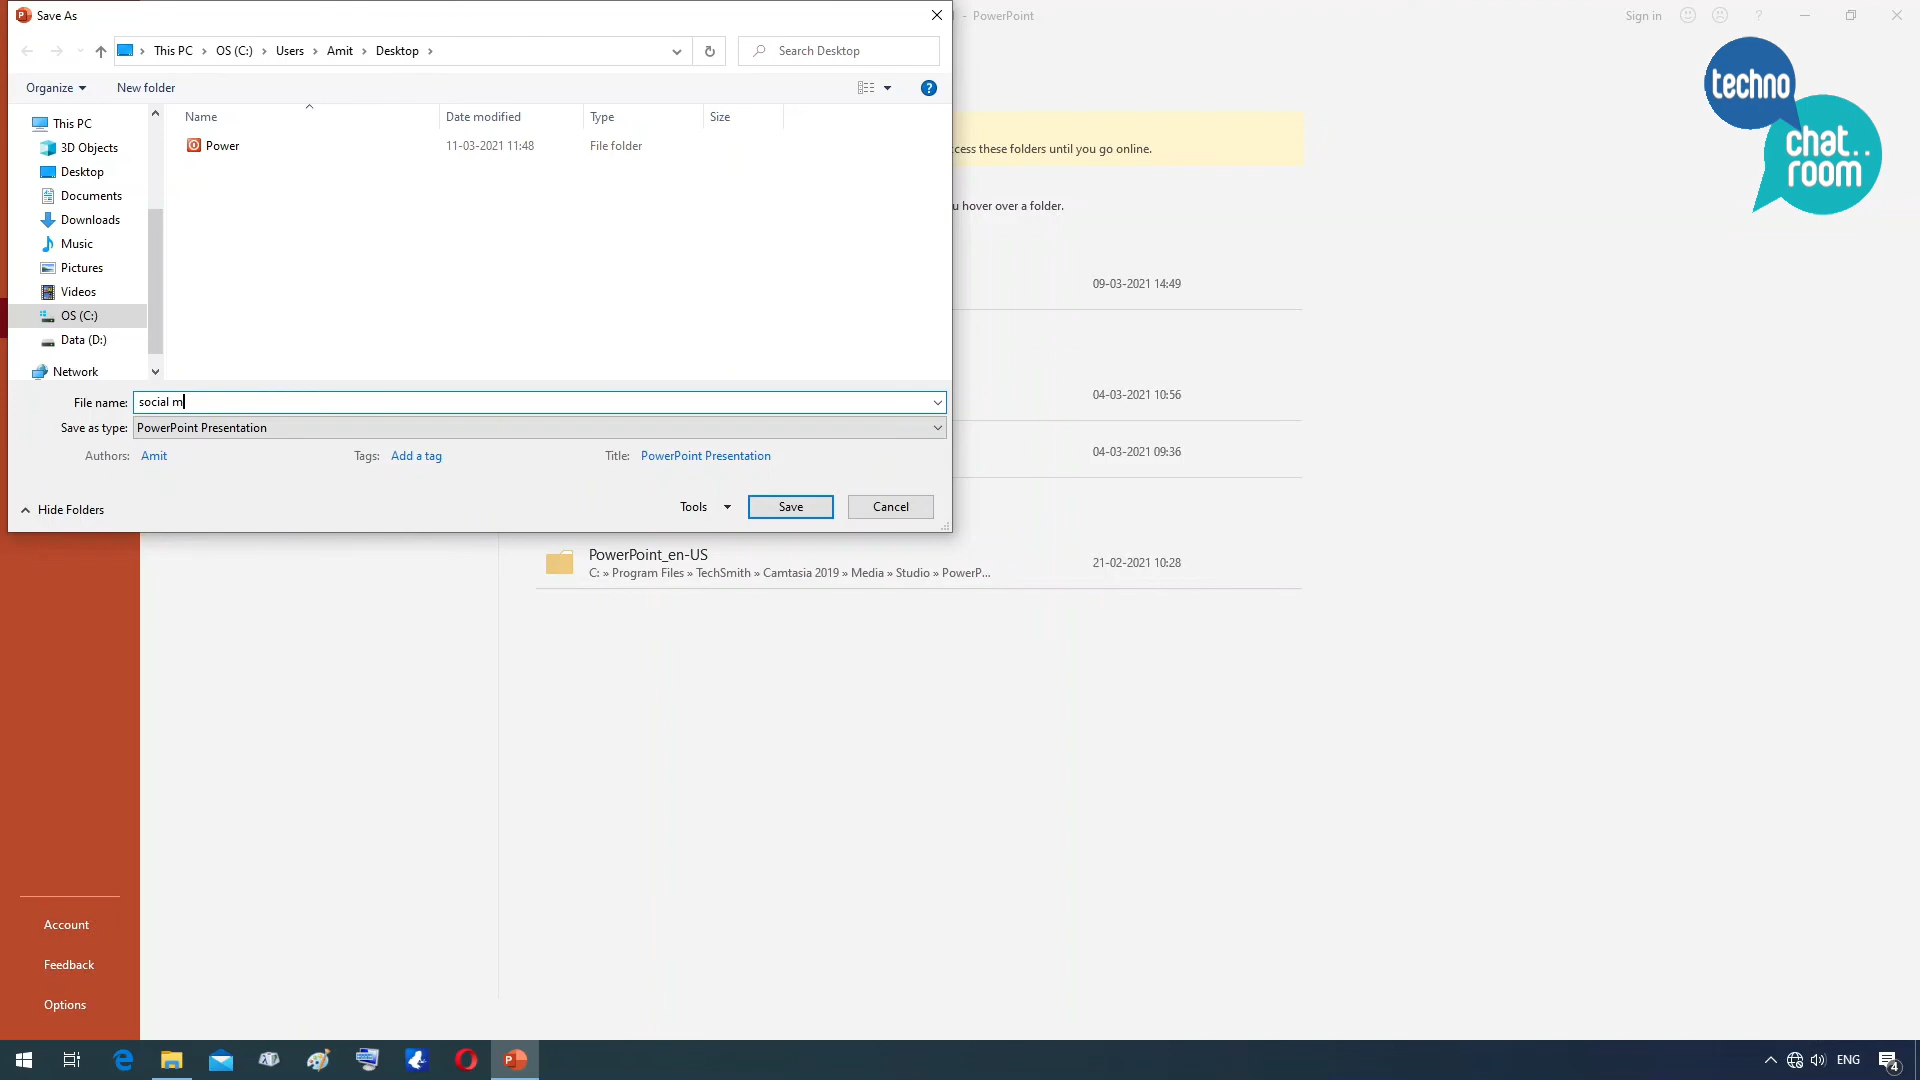 Save As
- PowerPoint
Sign in
?
This PC
OS (C:)
Users
Amit
Desktop
Search Desktop
techno
chat..
room
Organize
New folder
?
Name
Date modified
Type
Size
Power
11-03-2021 11:48
File folder
This PC
3D Objects
Desktop
Documents
Downloads
Music
Pictures
Videos
OS (C:)
Data (D:)
Network
cess these folders until you go online.
u hover over a folder.
09-03-2021 14:49
04-03-2021 10:56
04-03-2021 09:36
File name: social m
Save as type: PowerPoint Presentation
Authors: Amit
Tags: Add a tag
Title: PowerPoint Presentation
Hide Folders
Tools
Save
Cancel
PowerPoint_en-US
C: » Program Files » TechSmith » Camtasia 2019 » Media » Studio » PowerP...
21-02-2021 10:28
Account
Feedback
Options
ENG
4